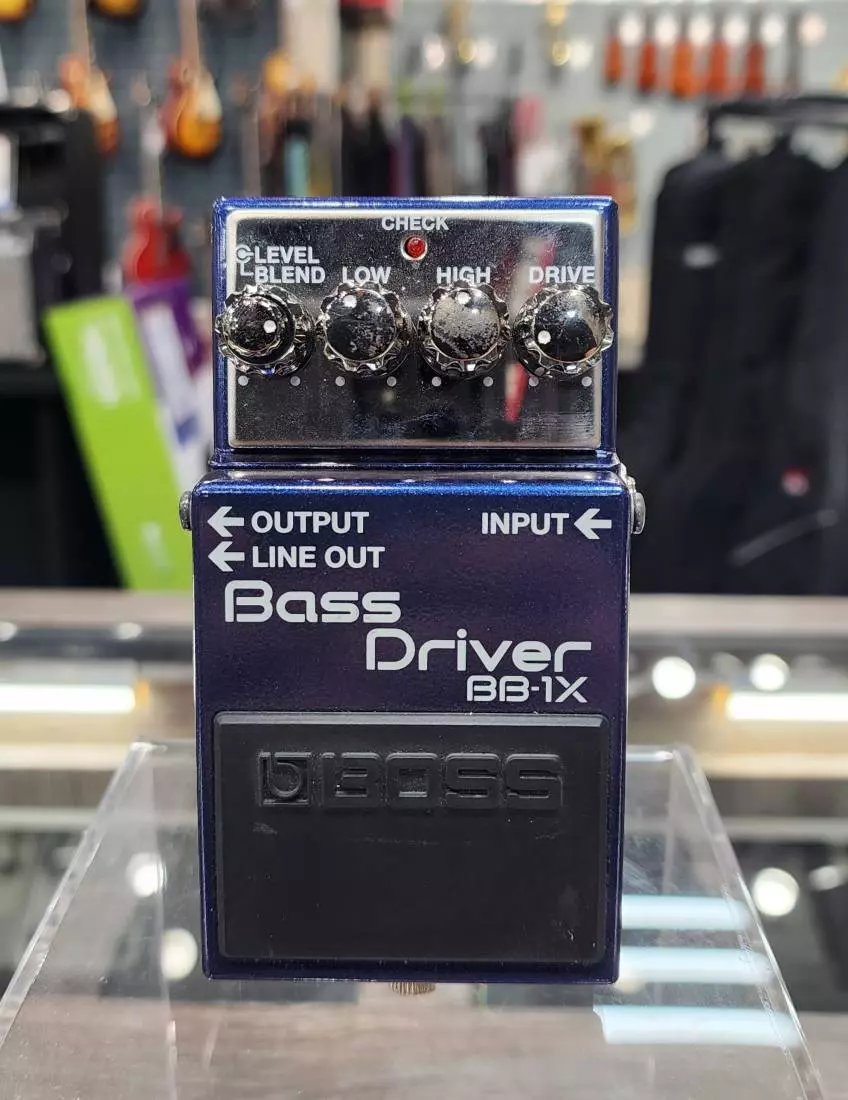 CHECK
LEVEL
BLEND LOW HIGH DRIVE
OUTPUT INPUT
LINE OUT
Bass
Driver
BB-1X
BOSS